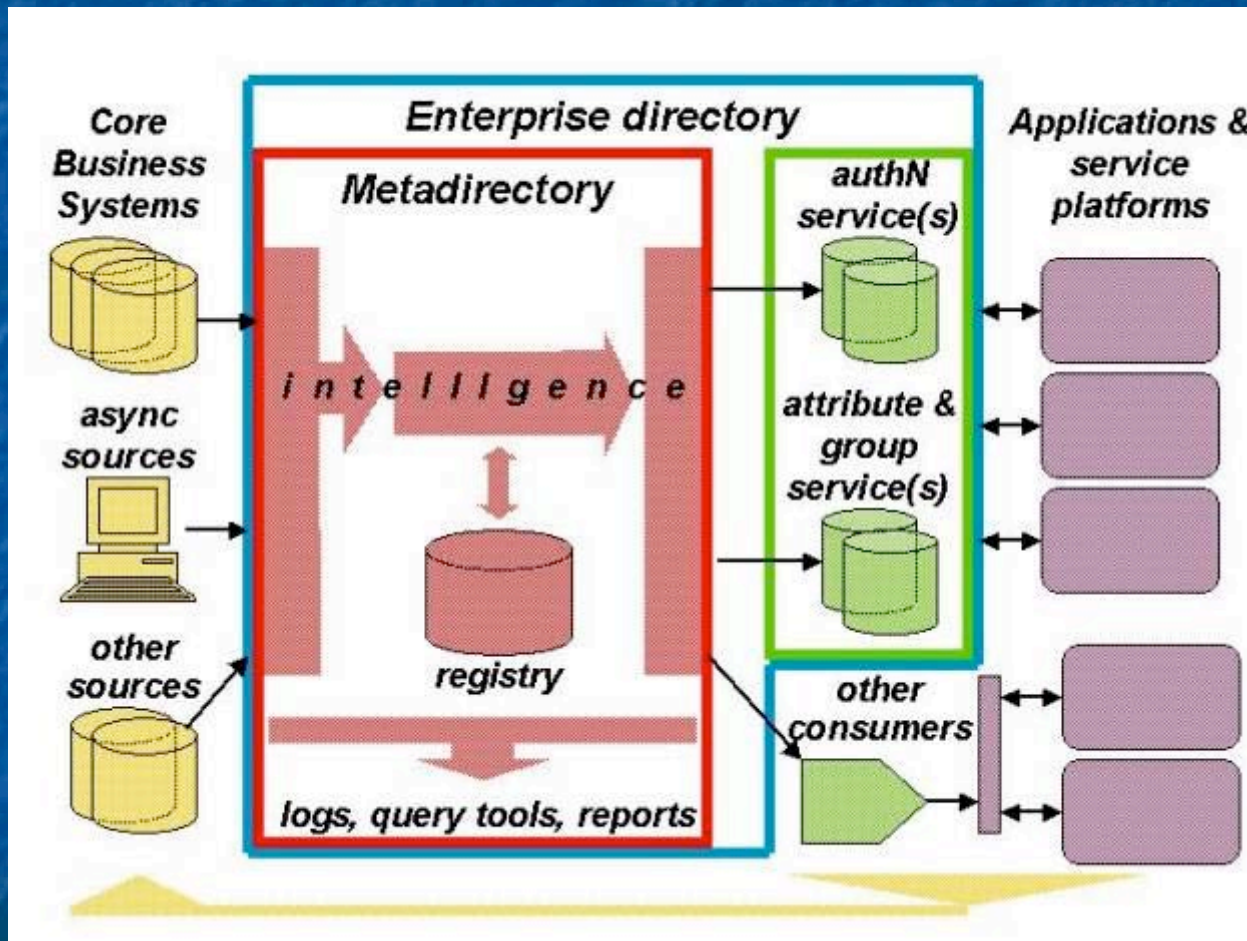 Core
Business
Systems
async
sources
other
sources
Enterprise directory
Metadirectory
intelligence
registry
logs, query tools, reports
authN
service(s)
attribute &
group
service(s)
other
consumers
Applications &
service
platforms